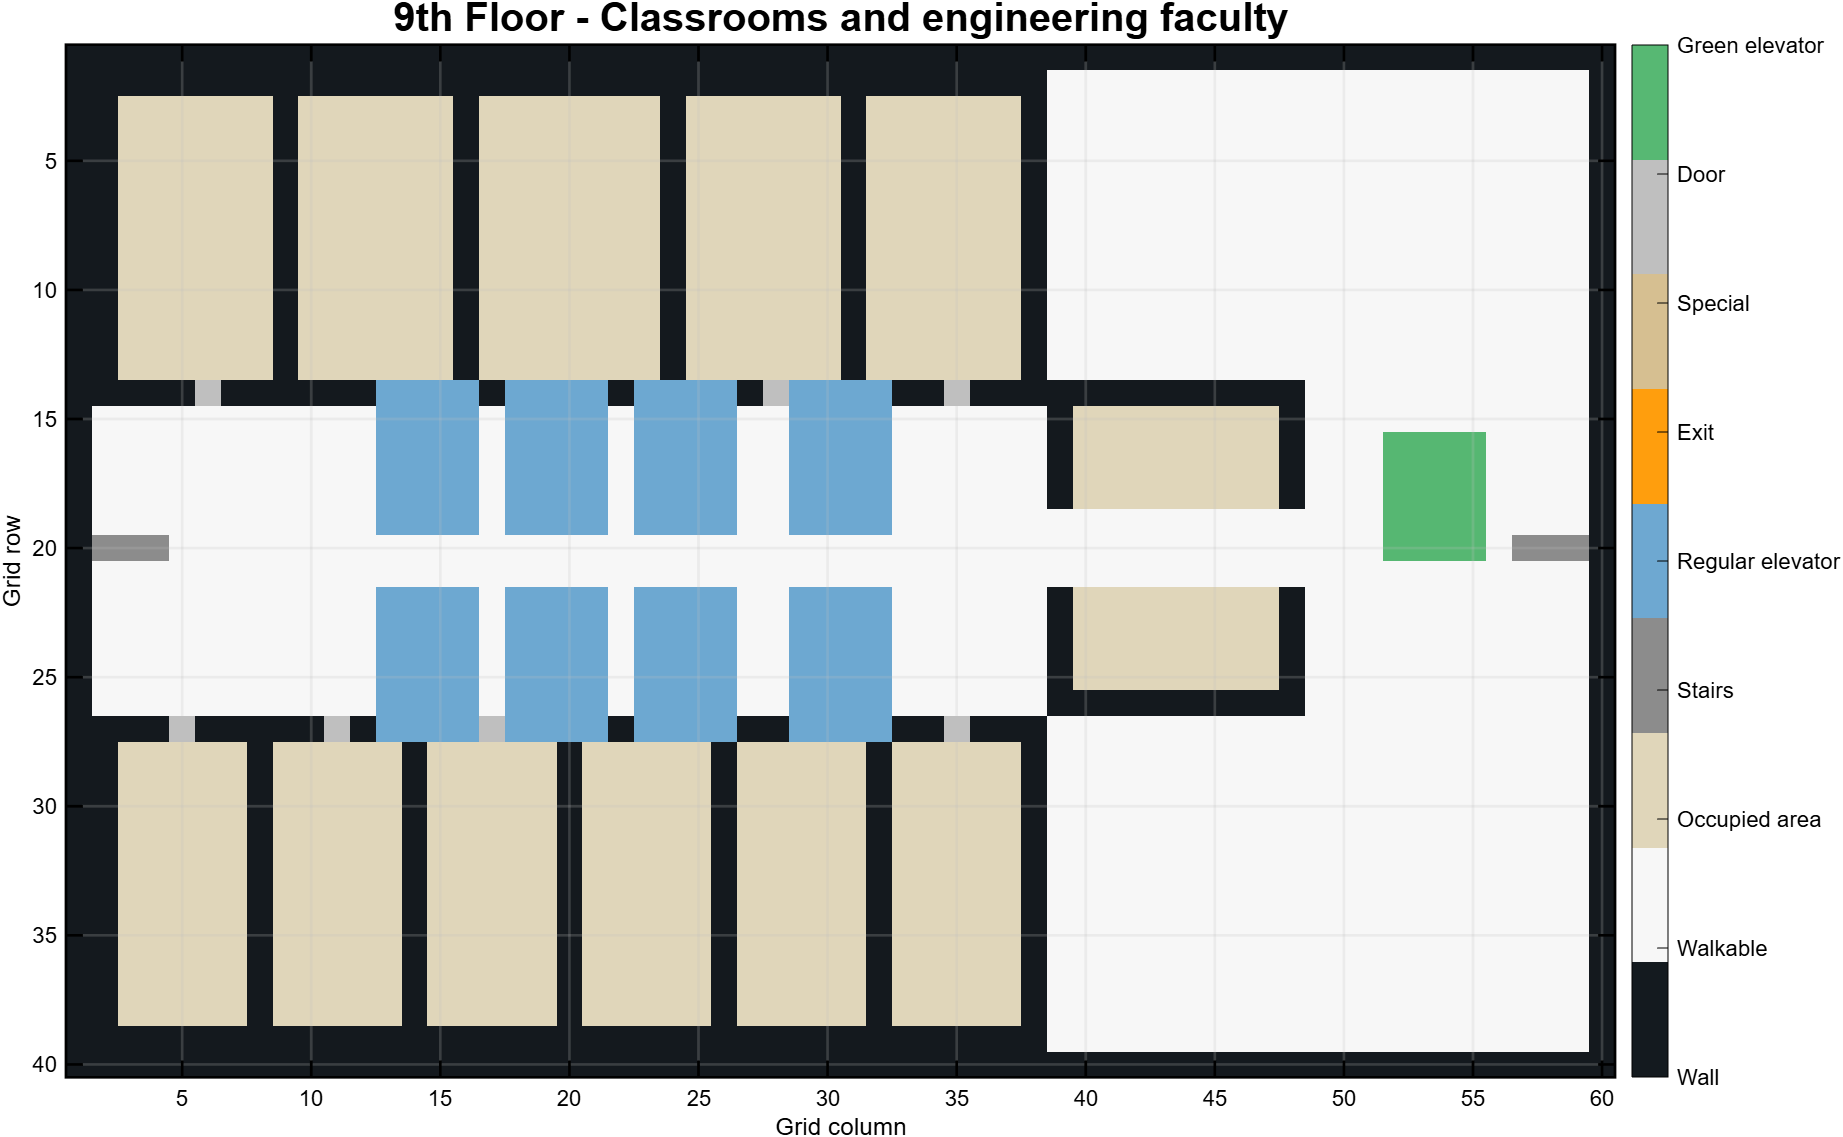 9th Floor - Classrooms and engineering faculty
Green elevator
Door
Special
Exit
Regular elevator
Stairs
Occupied area
Walkable
Wall
Grid row
5
10
15
20
25
30
35
40
5 10 15 20 25 30 35 40 45 50 55 60
Grid column